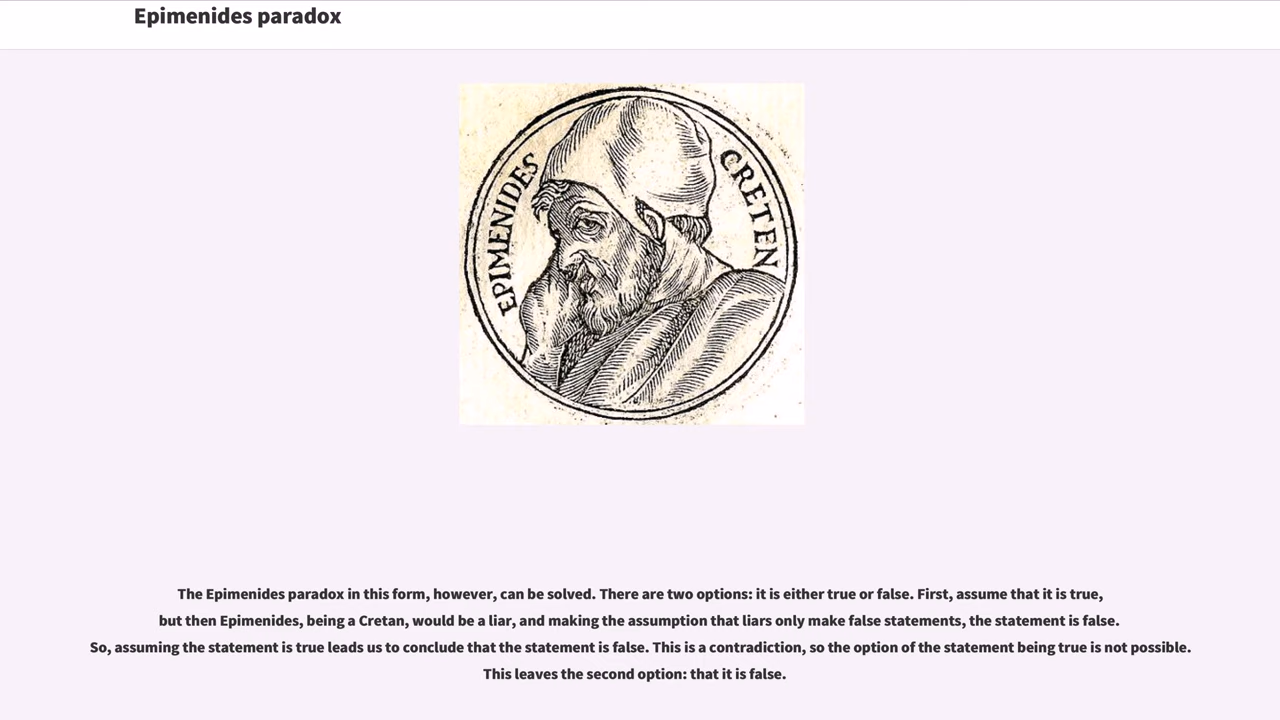 Epimenides paradox
EPIMENIDES
CRETEN
The Epimenides paradox in this form, however, can be solved. There are two options: it is either true or false. First, assume that it is true,
but then Epimenides, being a Cretan, would be a liar, and making the assumption that liars only make false statements, the statement is false.
So, assuming the statement is true leads us to conclude that the statement is false. This is a contradiction, so the option of the statement being true is not possible.
This leaves the second option: that it is false.